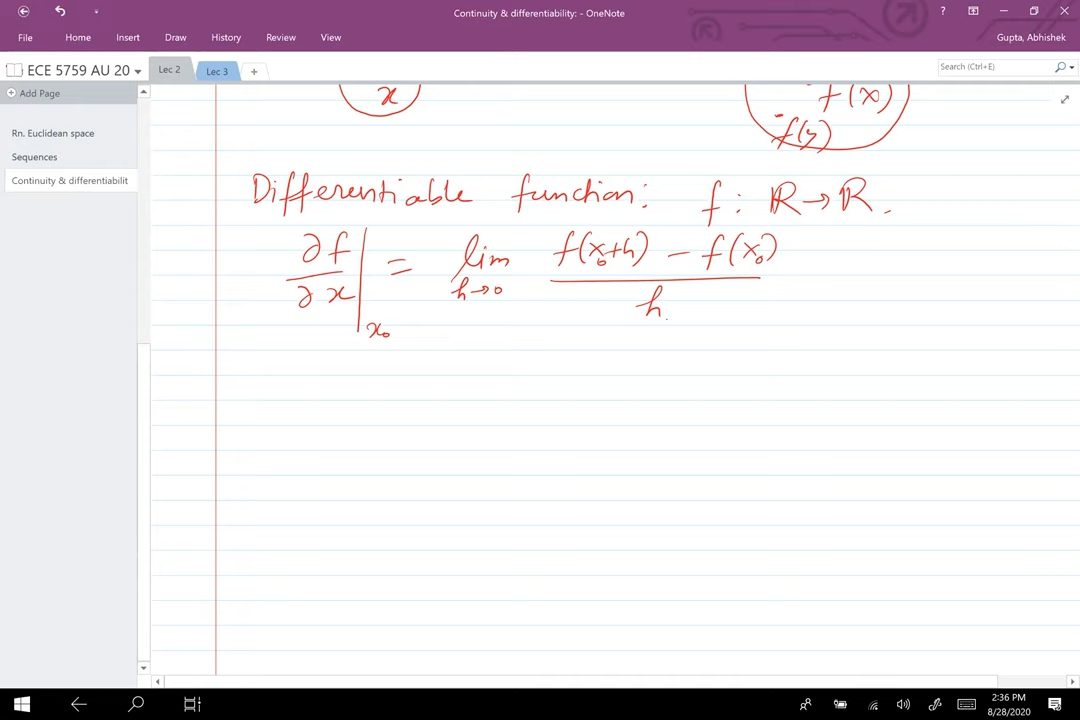 Continuity & differentiability: - OneNote
?
File
Home
Insert
Draw
History
Review
View
Gupta, Abhishek
ECE 5759 AU 20
Lec 2
Lec 3
Search (Ctrl+E)
Add Page
Rn. Euclidean space
Sequences
Continuity & differentiabilit
x
f(x)
f(y)
Differentiable function: f: ℝ→ℝ.
∂f/∂x |x₀ = lim h→0 f(x₀+h) - f(x₀) / h.
2:36 PM
8/28/2020